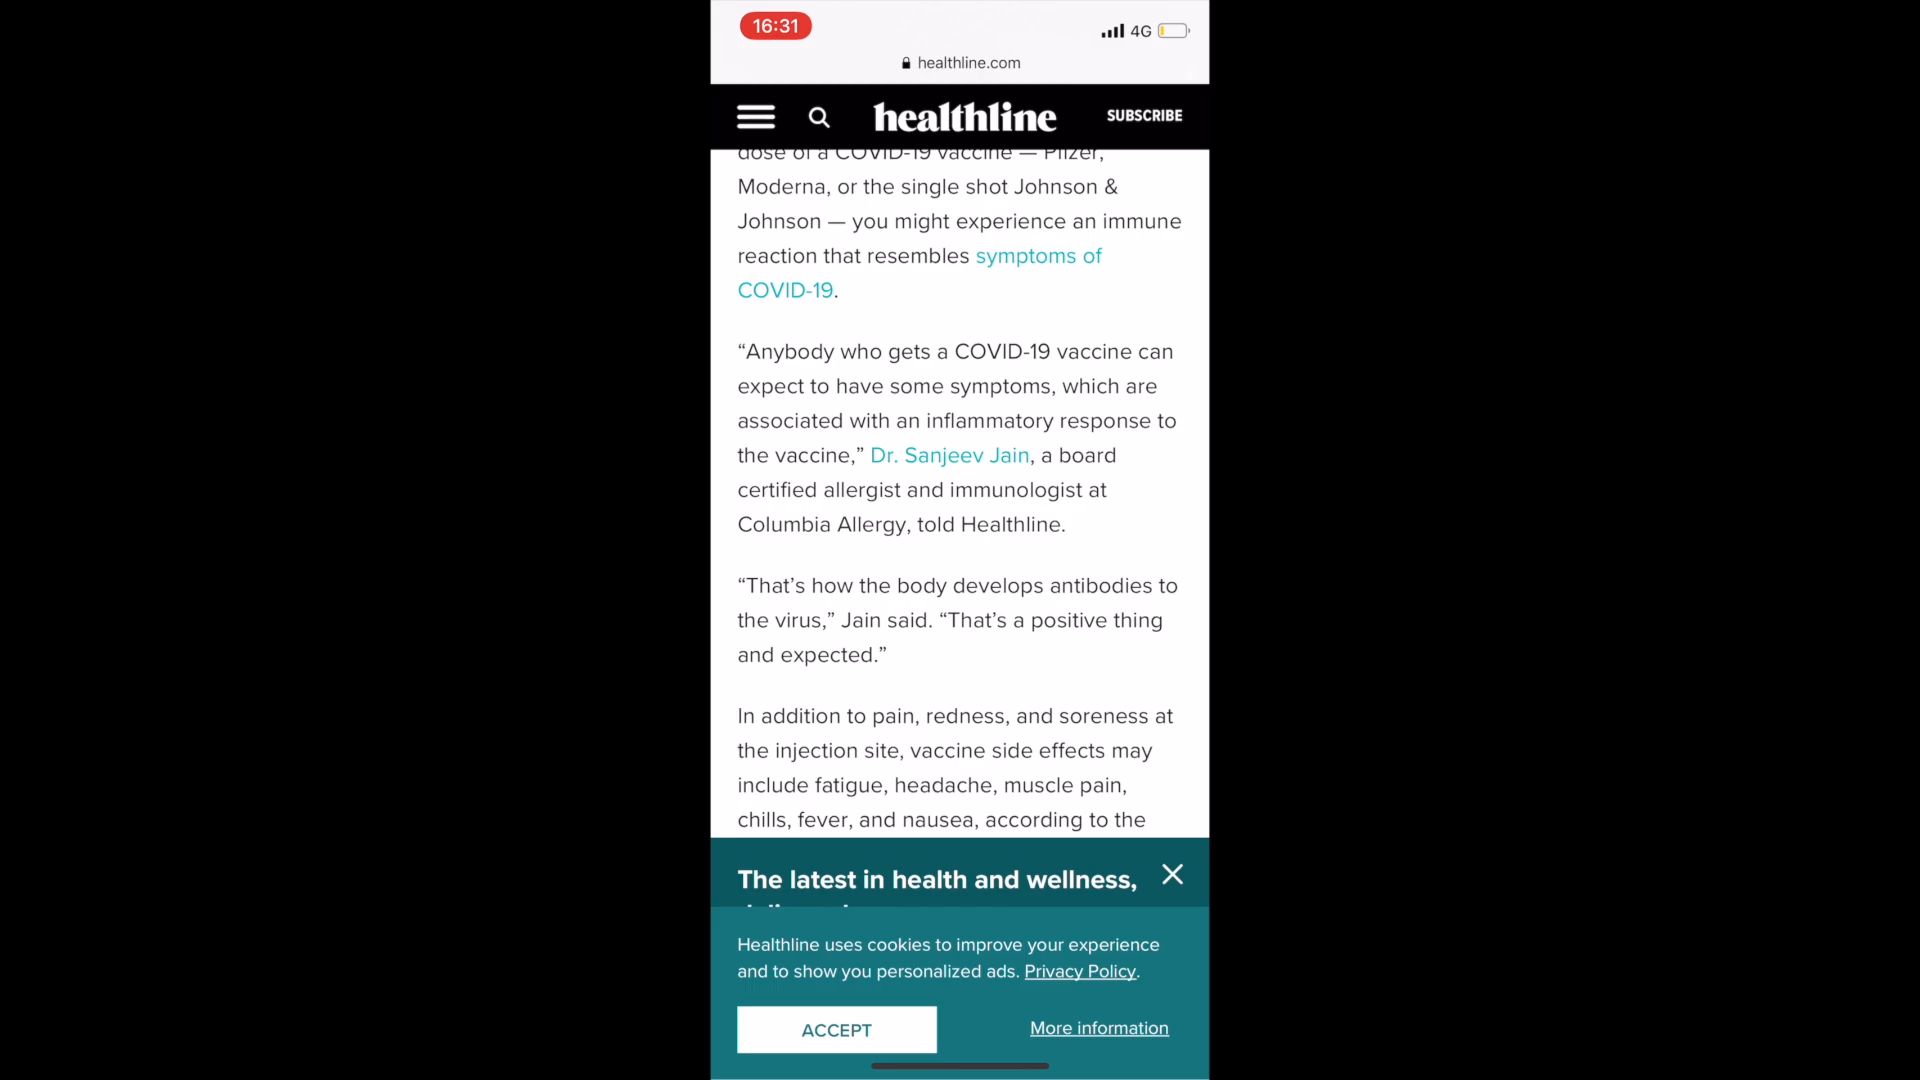 16:31
4G
healthline.com
healthline
SUBSCRIBE
dose of a COVID-19 vaccine — Pfizer,
Moderna, or the single shot Johnson &
Johnson — you might experience an immune
reaction that resembles symptoms of
COVID-19.
“Anybody who gets a COVID-19 vaccine can
expect to have some symptoms, which are
associated with an inflammatory response to
the vaccine,” Dr. Sanjeev Jain, a board
certified allergist and immunologist at
Columbia Allergy, told Healthline.
“That’s how the body develops antibodies to
the virus,” Jain said. “That’s a positive thing
and expected.”
In addition to pain, redness, and soreness at
the injection site, vaccine side effects may
include fatigue, headache, muscle pain,
chills, fever, and nausea, according to the
The latest in health and wellness,
Healthline uses cookies to improve your experience
and to show you personalized ads. Privacy Policy.
ACCEPT
More information